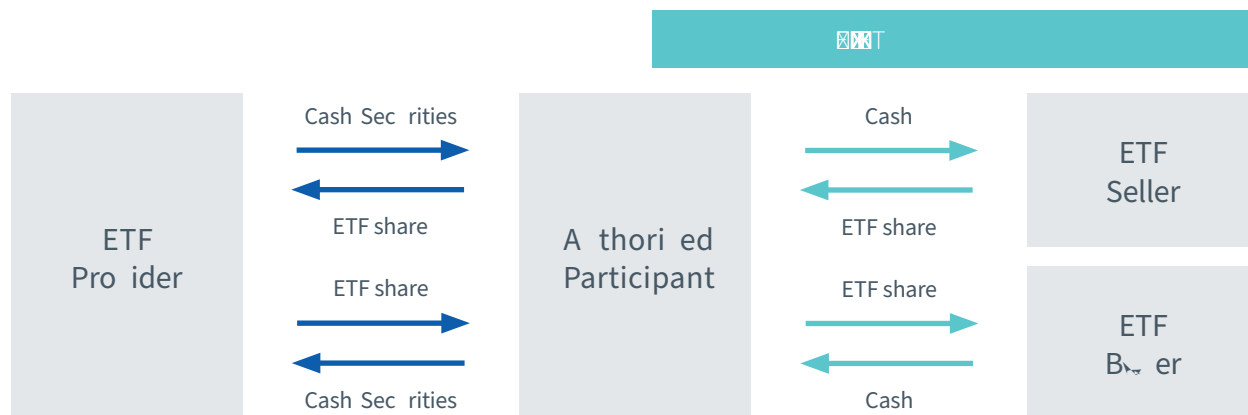 Cash Sec rities
Cash
ETF
Seller
ETF share
ETF share
ETF
Pro ider
A thori ed
Participant
ETF share
ETF share
ETF
Cash Sec rities
Cash